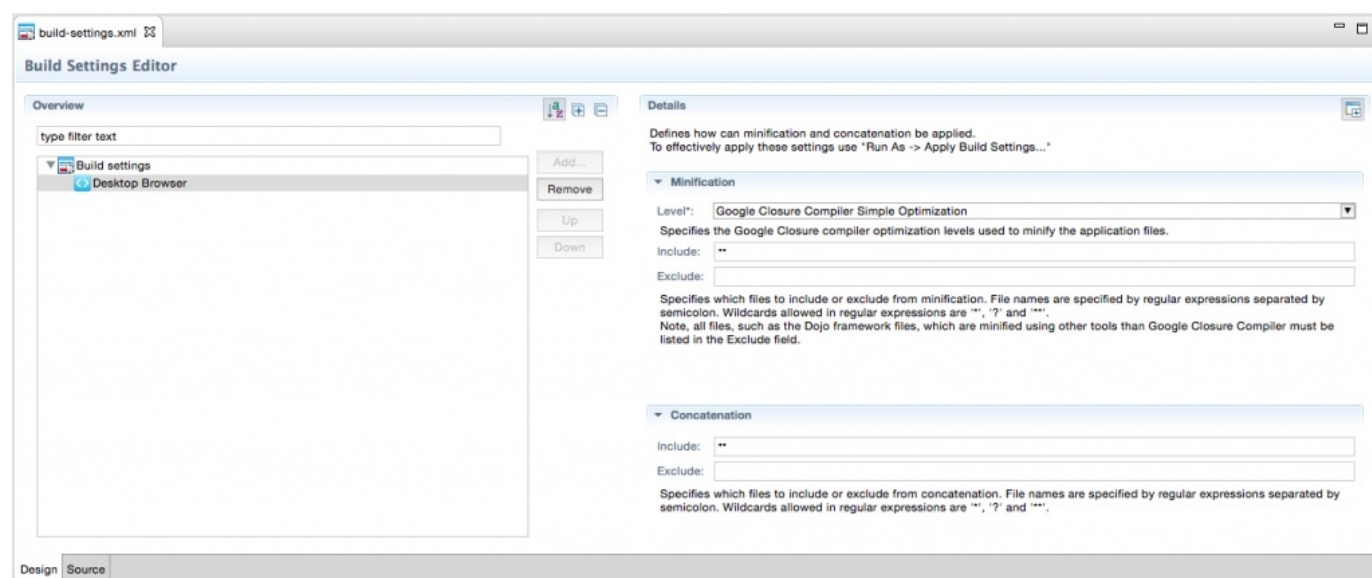 build-settings.xml
Build Settings Editor
Overview
type filter text
Build settings
Desktop Browser
Add...
Remove
Up
Down
Details
Defines how can minification and concatenation be applied.
To effectively apply these settings use "Run As -> Apply Build Settings..."
Minification
Level*: Google Closure Compiler Simple Optimization
Specifies the Google Closure compiler optimization levels used to minify the application files.
Include: **
Exclude:
Specifies which files to include or exclude from minification. File names are specified by regular expressions separated by
semicolon. Wildcards allowed in regular expressions are '*', '?' and '**'.
Note, all files, such as the Dojo framework files, which are minified using other tools than Google Closure Compiler must be
listed in the Exclude field.
Concatenation
Include: **
Exclude:
Specifies which files to include or exclude from concatenation. File names are specified by regular expressions separated by
semicolon. Wildcards allowed in regular expressions are '*', '?' and '**'.
Design Source